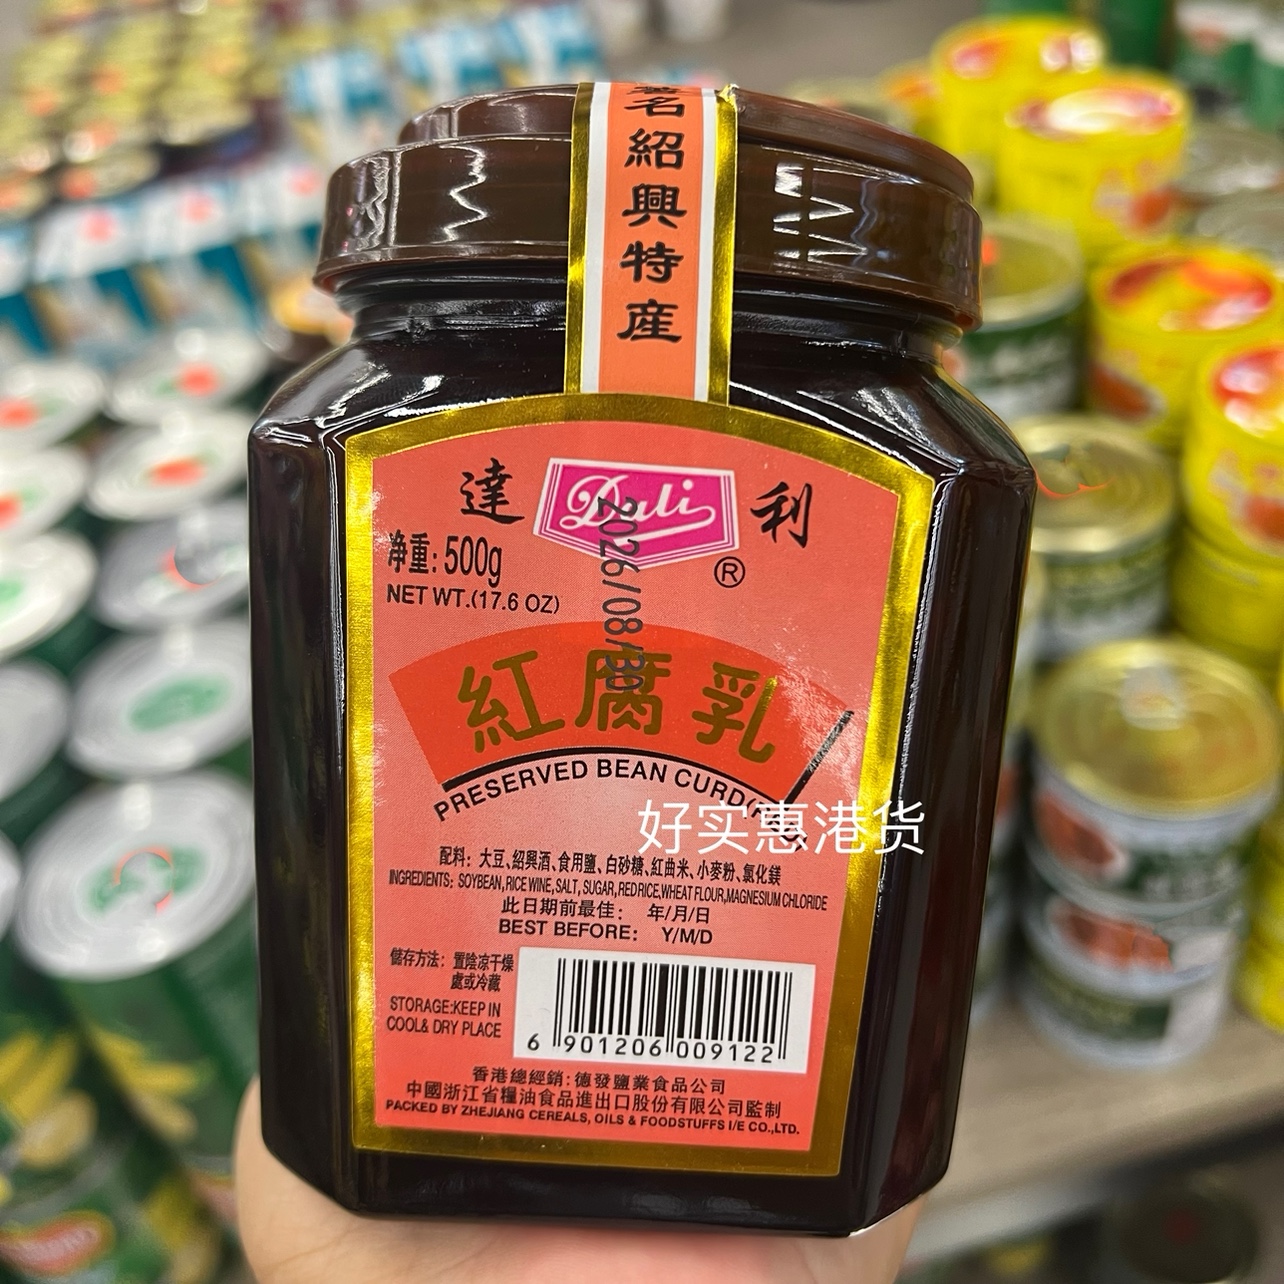 著名紹興特產
達 Dali 利
®
2026/08/30
净重: 500g
NET WT.(17.6 OZ)
紅腐乳
PRESERVED BEAN CURD
好实惠港货
配料: 大豆、紹興酒、食用鹽、白砂糖、紅曲米、小麥粉、氯化鎂
INGREDIENTS: SOYBEAN, RICE WINE, SALT, SUGAR, RED RICE, WHEAT FLOUR, MAGNESIUM CHLORIDE
此日期前最佳: 年/月/日
BEST BEFORE: Y/M/D
儲存方法: 置陰凉干燥
處或冷藏
STORAGE:KEEP IN
COOL& DRY PLACE
6 901206 009122
香港總經銷:德發鹽業食品公司
中國浙江省糧油食品進出口股份有限公司監制
PACKED BY ZHEJIANG CEREALS, OILS & FOODSTUFFS I/E CO.,LTD.